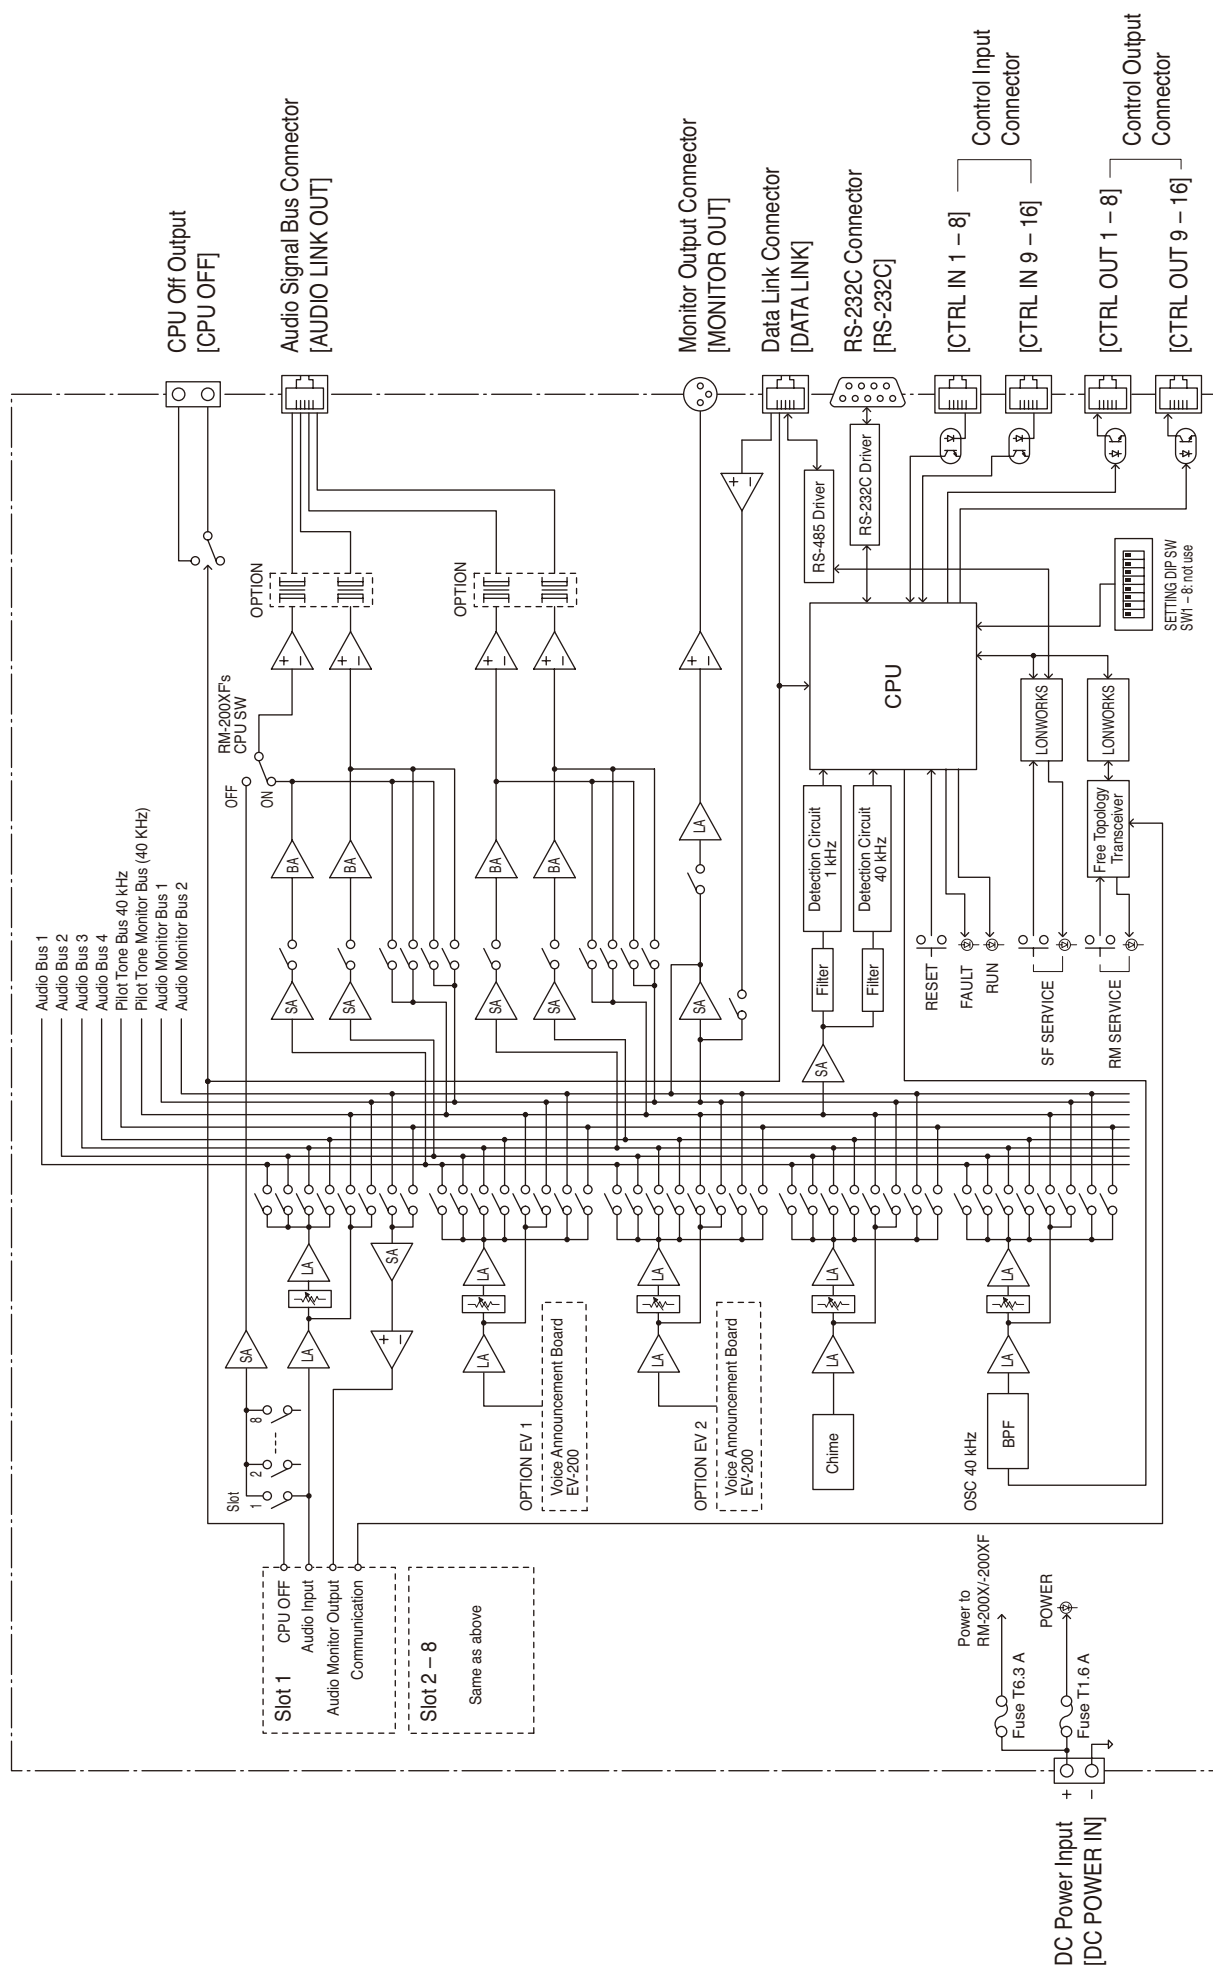 Audio Bus 1
Audio Bus 2
Audio Bus 3
Audio Bus 4
Pilot Tone Bus 40 kHz
Pilot Tone Monitor Bus (40 KHz)
Audio Monitor Bus 1
Audio Monitor Bus 2
CPU Off Output
[CPU OFF]
Audio Signal Bus Connector
[AUDIO LINK OUT]
Monitor Output Connector
[MONITOR OUT]
Data Link Connector
[DATA LINK]
RS-232C Connector
[RS-232C]
[CTRL IN 1 – 8]
[CTRL IN 9 – 16]
Control Input
Connector
[CTRL OUT 1 – 8]
[CTRL OUT 9 – 16]
Control Output
Connector
OPTION
OPTION
RM-200XF's
CPU SW
OFF
ON
+
–
+
–
+
–
+
–
+
–
+
–
BA
BA
BA
BA
LA
SA
SA
SA
SA
SA
RS-485 Driver
RS-232C Driver
CPU
SETTING DIP SW
SW1 – 8: not use
LONWORKS
LONWORKS
Free Topology
Transceiver
Detection Circuit
1 kHz
Detection Circuit
40 kHz
Filter
Filter
SA
RESET
FAULT
RUN
SF SERVICE
RM SERVICE
Slot
1
2
8
SA
LA
LA
SA
+
–
LA
LA
LA
LA
LA
LA
LA
LA
Slot 1
CPU OFF
Audio Input
Audio Monitor Output
Communication
Slot 2 – 8
Same as above
OPTION EV 1
Voice Announcement Board
EV-200
OPTION EV 2
Voice Announcement Board
EV-200
Chime
OSC 40 kHz
BPF
Power to
RM-200X/-200XF
POWER
Fuse T6.3 A
Fuse T1.6 A
+
–
DC Power Input
[DC POWER IN]